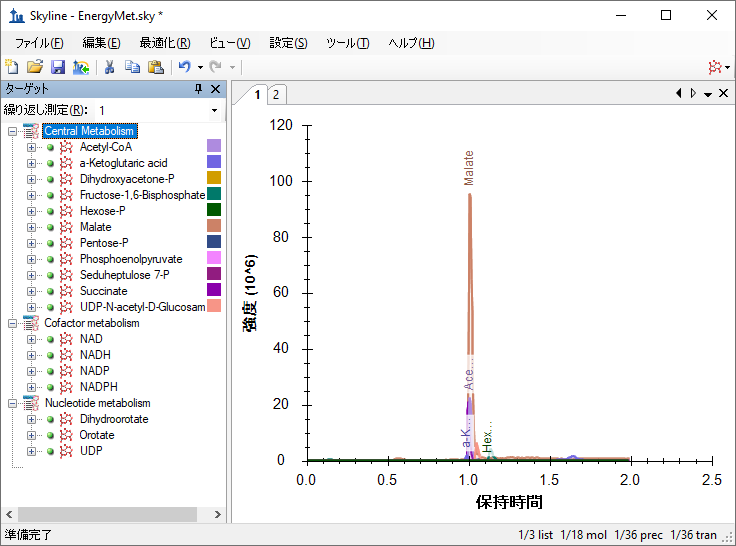 Skyline - EnergyMet.sky *
ファイル(F) 編集(E) 最適化(R) ビュー(V) 設定(S) ツール(T) ヘルプ(H)
ターゲット
繰り返し測定(R): 1
Central Metabolism
Acetyl-CoA
a-Ketoglutaric acid
Dihydroxyacetone-P
Fructose-1,6-Bisphosphate
Hexose-P
Malate
Pentose-P
Phosphoenolpyruvate
Seduheptulose 7-P
Succinate
UDP-N-acetyl-D-Glucosam
Cofactor metabolism
NAD
NADH
NADP
NADPH
Nucleotide metabolism
Dihydroorotate
Orotate
UDP
1 2
120
100
80
60
40
20
0
強度 (10^6)
Malate
Ace...
a-K...
Hex...
0.0 0.5 1.0 1.5 2.0 2.5
保持時間
準備完了
1/3 list 1/18 mol 1/36 prec 1/36 tran